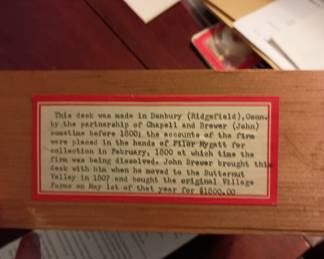 This desk was made in Danbury (Ridgefield), Conn.
by the partnership of Chapell and Brewer (John)
sometime before 1800; the accounts of the firm
were placed in the hands of Filer Mygatt for
collection in February, 1800 at which time the
firm was being dissolved. John Brewer brought this
desk with him when he moved to the Butternut
Valley in 1807 and bought the original Village
Farms on May 1st of that year for $1800.00